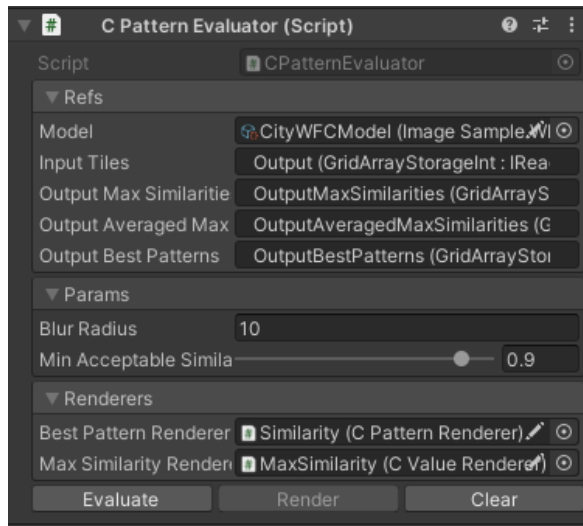 C Pattern Evaluator (Script)
Script CPatternEvaluator
Refs
Model CityWFCModel (Image Sample
Input Tiles Output (GridArrayStorageInt : IRea
Output Max Similaritie OutputMaxSimilarities (GridArrayS
Output Averaged Max OutputAveragedMaxSimilarities (G
Output Best Patterns OutputBestPatterns (GridArrayStor
Params
Blur Radius 10
Min Acceptable Simila 0.9
Renderers
Best Pattern Renderer Similarity (C Pattern Renderer)
Max Similarity Render MaxSimilarity (C Value Renderer)
Evaluate Render Clear